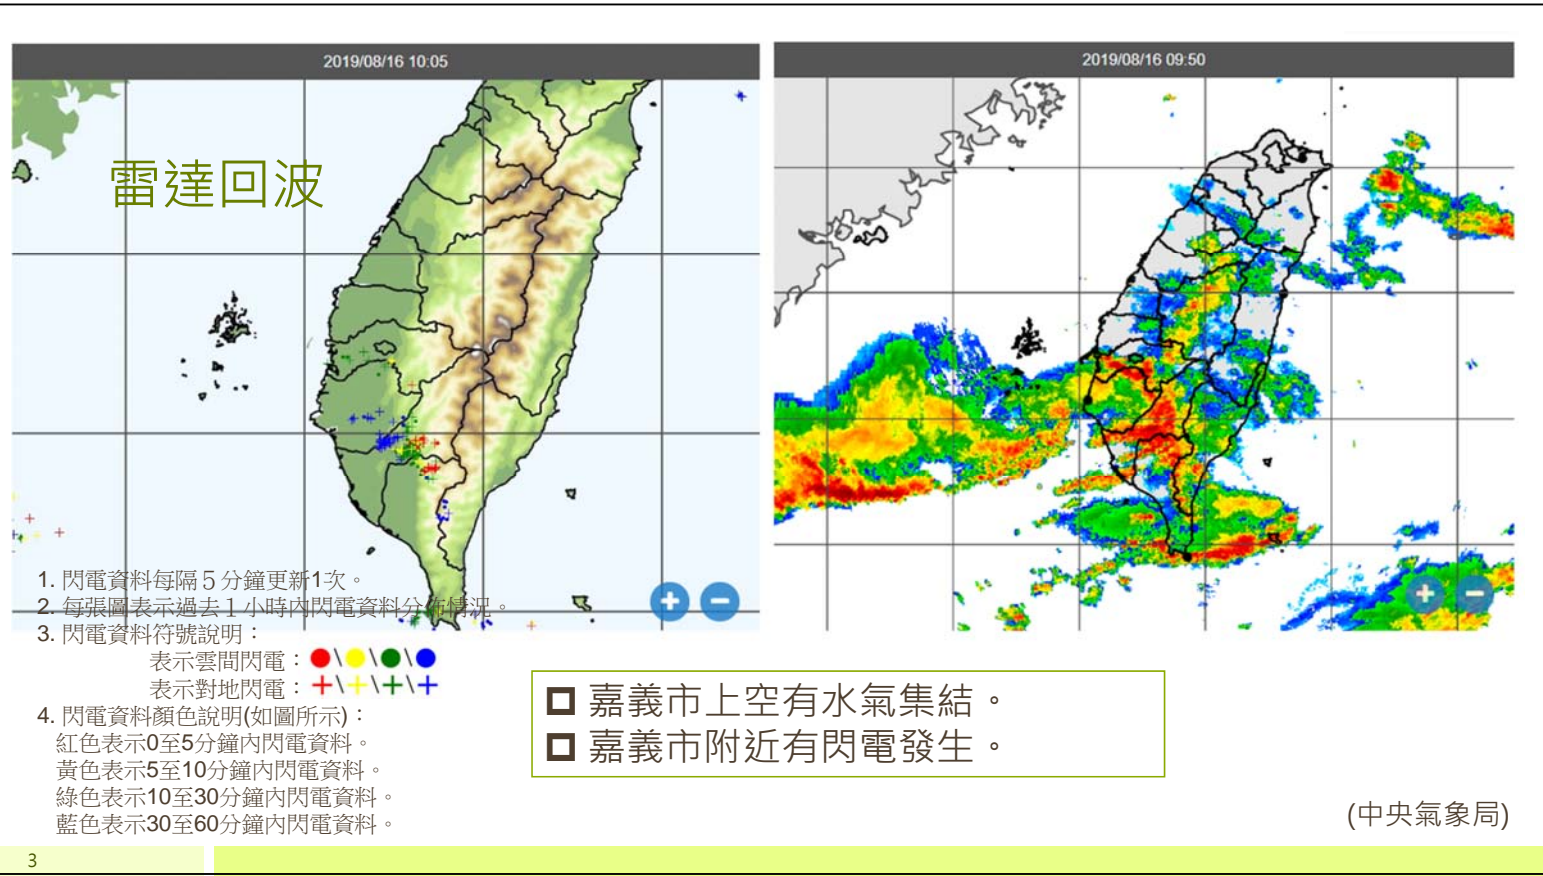 2019/08/16 10:05
2019/08/16 09:50
雷達回波
1. 閃電資料每隔５分鐘更新1次。
2. 每張圖表示過去１小時內閃電資料分佈情況。
3. 閃電資料符號說明：
表示雲間閃電：●\●\●\●
表示對地閃電：+\+\+\+
4. 閃電資料顏色說明(如圖所示)：
紅色表示0至5分鐘內閃電資料。
黃色表示5至10分鐘內閃電資料。
綠色表示10至30分鐘內閃電資料。
藍色表示30至60分鐘內閃電資料。
嘉義市上空有水氣集結。
嘉義市附近有閃電發生。
(中央氣象局)
3